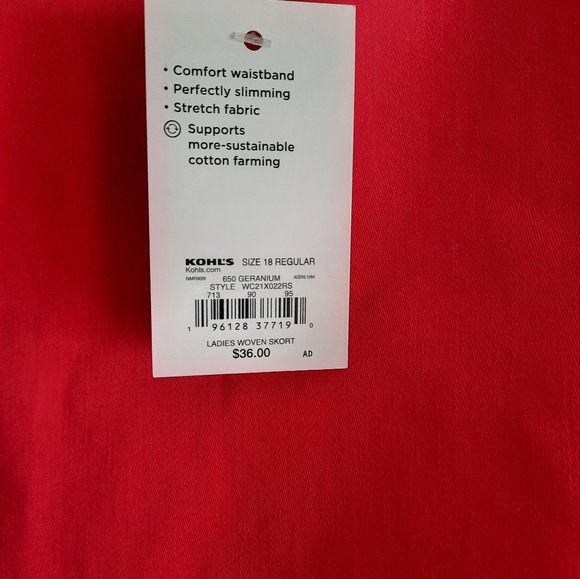 • Comfort waistband
• Perfectly slimming
• Stretch fabric
Supports
more-sustainable
cotton farming
KOHL'S SIZE 18 REGULAR
Kohls.com
650 GERANIUM
STYLE WC21X022RS
713 90 95
1 96128 37719 0
LADIES WOVEN SKORT
$36.00 AD